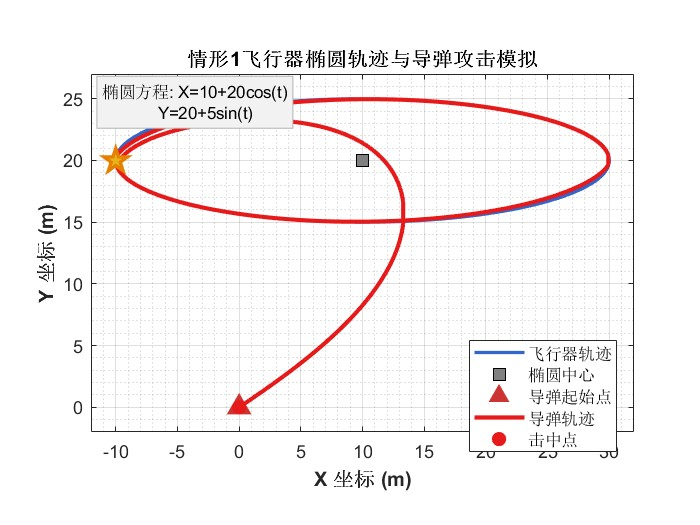 情形1飞行器椭圆轨迹与导弹攻击模拟
椭圆方程: X=10+20cos(t)
Y=20+5sin(t)
25
20
15
10
5
0
Y 坐标 (m)
飞行器轨迹
椭圆中心
导弹起始点
导弹轨迹
击中点
-10 -5 0 5 10 15 20 25 30
X 坐标 (m)